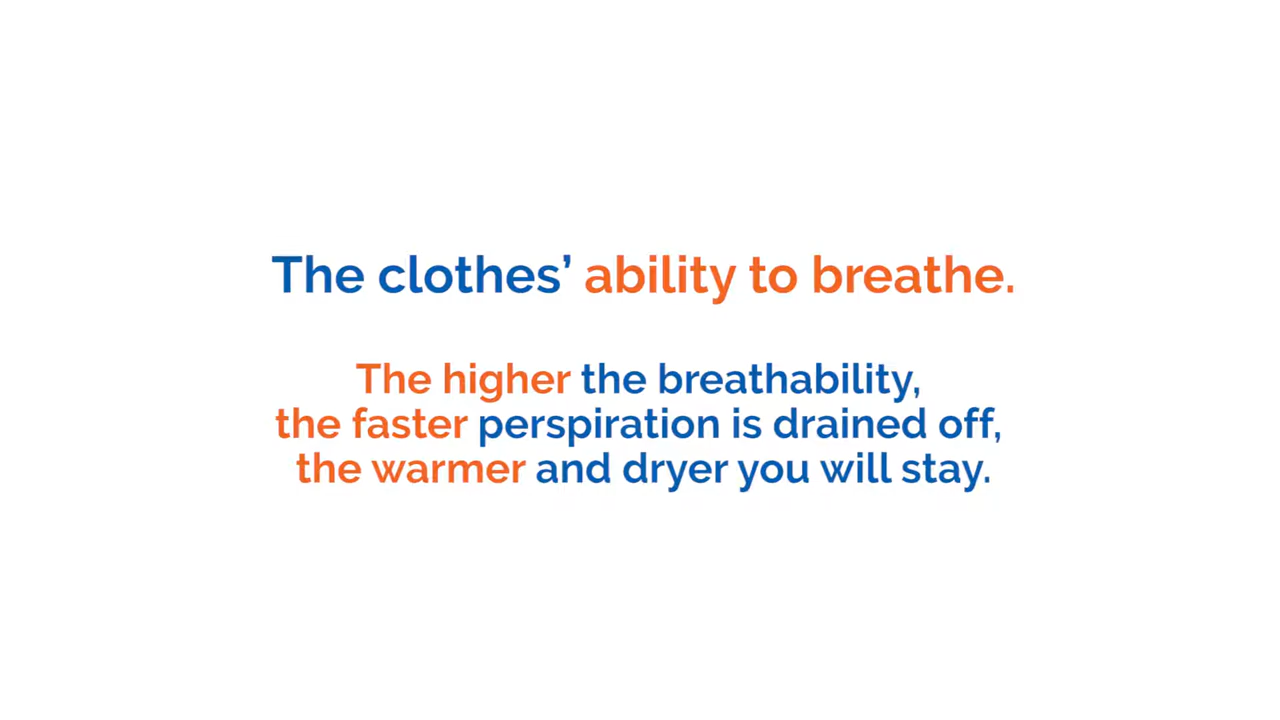 The clothes’ ability to breathe.
The higher the breathability,
the faster perspiration is drained off,
the warmer and dryer you will stay.